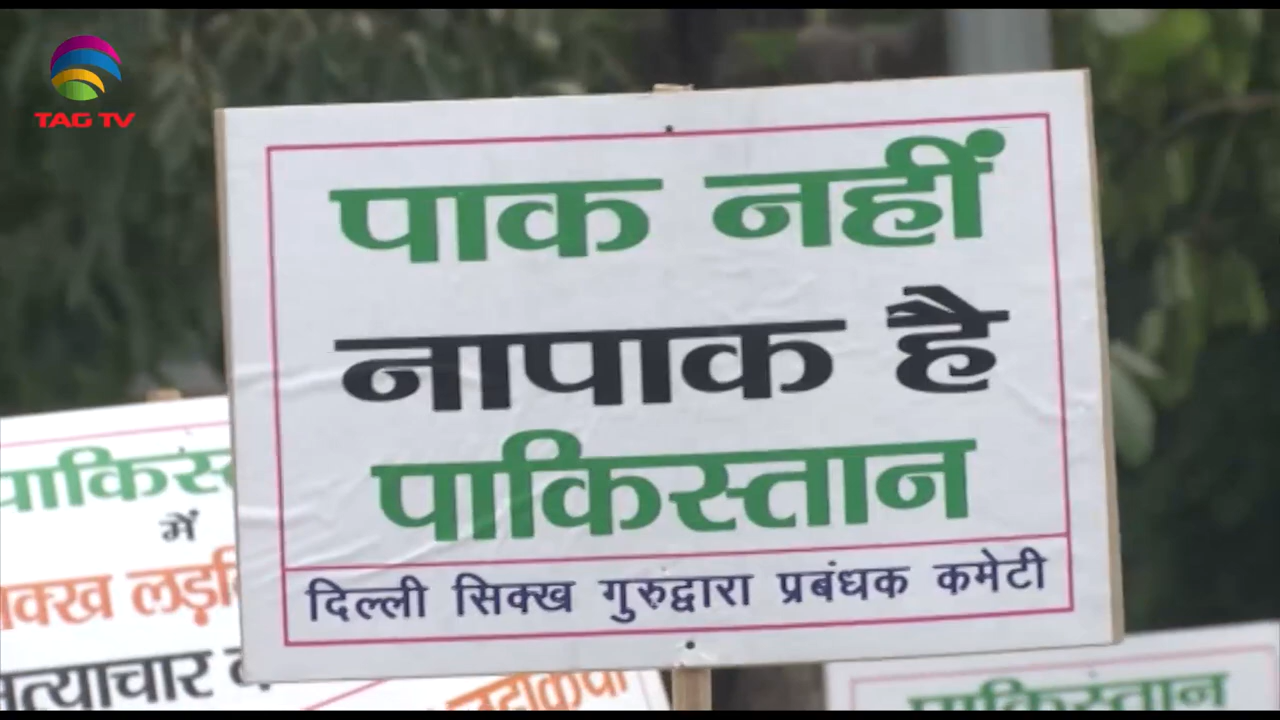 TAG TV
पाक नहीं
नापाक है
पाकिस्तान
दिल्ली सिक्ख गुरुद्वारा प्रबंधक कमेटी
में
पाकिस्तान